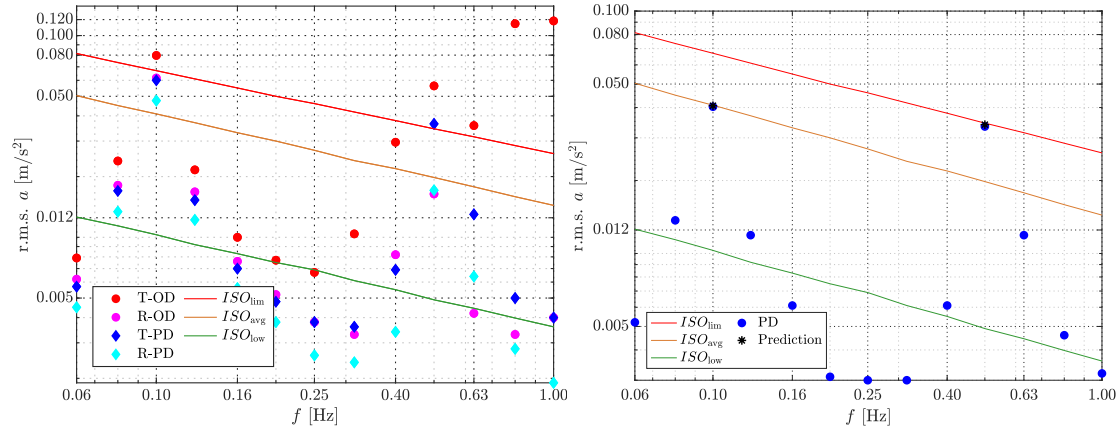 0.120
0.100
0.080
0.050
0.012
0.005
r.m.s. a [m/s²]
T-OD
R-OD
T-PD
R-PD
ISO_lim
ISO_avg
ISO_low
0.06 0.10 0.16 0.25 0.40 0.63 1.00
f [Hz]
0.100
0.080
0.050
0.012
0.005
r.m.s. a [m/s²]
ISO_lim
ISO_avg
ISO_low
PD
Prediction
0.06 0.10 0.16 0.25 0.40 0.63 1.00
f [Hz]